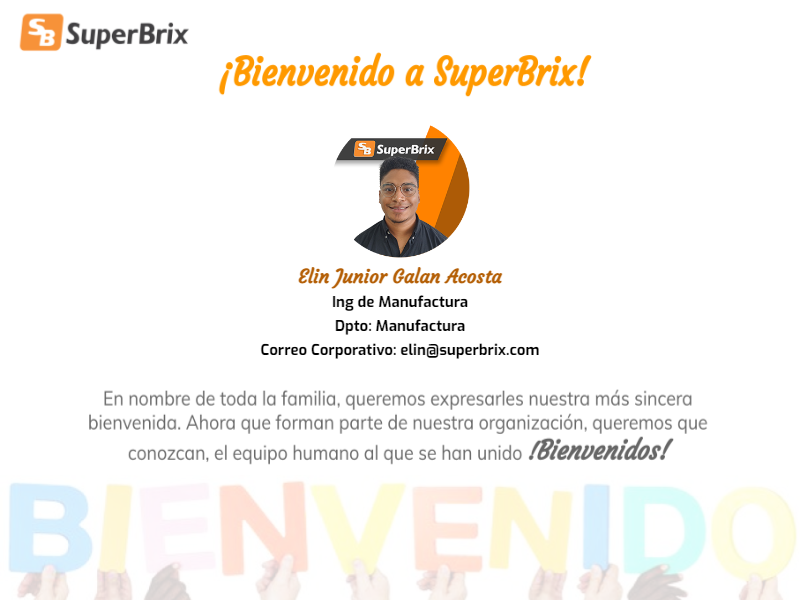 SB SuperBrix
¡Bienvenido a SuperBrix!
SB SuperBrix
Elin Junior Galan Acosta
Ing de Manufactura
Dpto: Manufactura
Correo Corporativo: elin@superbrix.com
En nombre de toda la familia, queremos expresarles nuestra más sincera
bienvenida. Ahora que forman parte de nuestra organización, queremos que
conozcan, el equipo humano al que se han unido ¡Bienvenidos!
BIENVENIDO